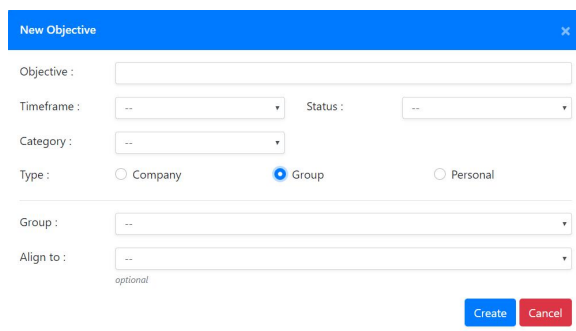 New Objective ×
Objective :
Timeframe : -- Status : --
Category : --
Type : Company Group Personal
Group : --
Align to : --
optional
Create Cancel